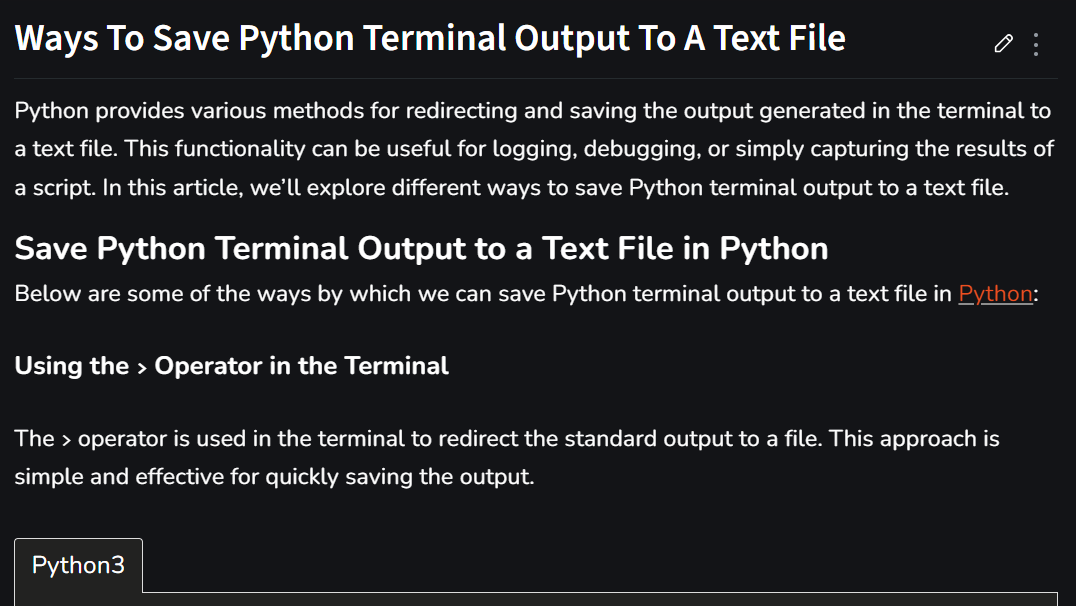 Ways To Save Python Terminal Output To A Text File
Python provides various methods for redirecting and saving the output generated in the terminal to
a text file. This functionality can be useful for logging, debugging, or simply capturing the results of
a script. In this article, we’ll explore different ways to save Python terminal output to a text file.
Save Python Terminal Output to a Text File in Python
Below are some of the ways by which we can save Python terminal output to a text file in Python:
Using the > Operator in the Terminal
The > operator is used in the terminal to redirect the standard output to a file. This approach is
simple and effective for quickly saving the output.
Python3